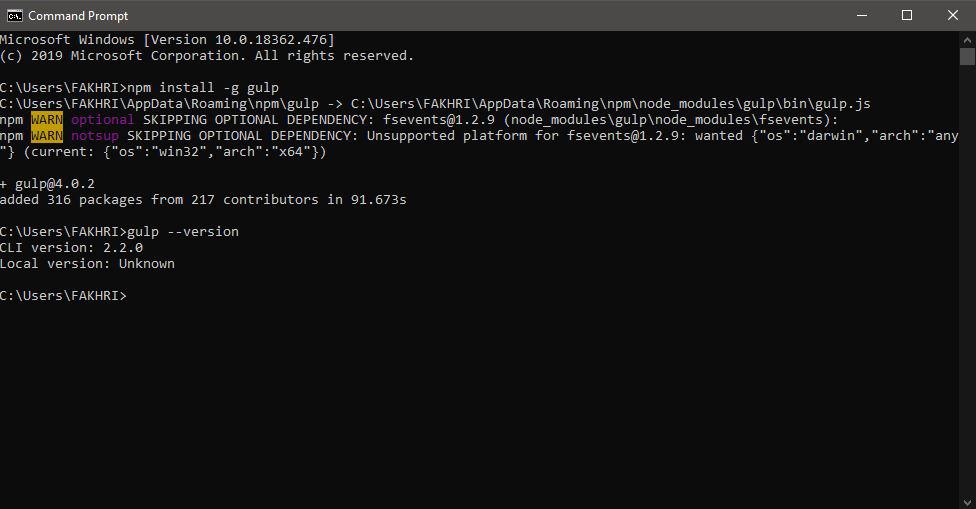 Command Prompt
Microsoft Windows [Version 10.0.18362.476]
(c) 2019 Microsoft Corporation. All rights reserved.
C:\Users\FAKHRI>npm install -g gulp
C:\Users\FAKHRI\AppData\Roaming\npm\gulp -> C:\Users\FAKHRI\AppData\Roaming\npm\node_modules\gulp\bin\gulp.js
npm WARN optional SKIPPING OPTIONAL DEPENDENCY: fsevents@1.2.9 (node_modules\gulp\node_modules\fsevents):
npm WARN notsup SKIPPING OPTIONAL DEPENDENCY: Unsupported platform for fsevents@1.2.9: wanted {"os":"darwin","arch":"any
"} (current: {"os":"win32","arch":"x64"})
+ gulp@4.0.2
added 316 packages from 217 contributors in 91.673s
C:\Users\FAKHRI>gulp --version
CLI version: 2.2.0
Local version: Unknown
C:\Users\FAKHRI>